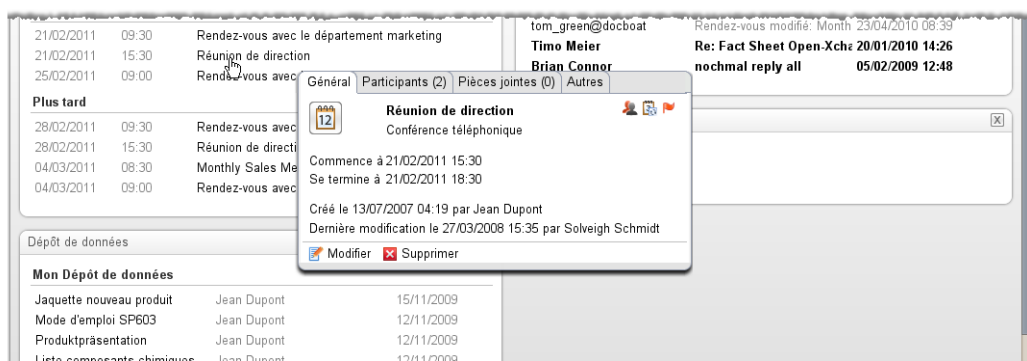 21/02/2011 09:30 Rendez-vous avec le département marketing
21/02/2011 15:30 Réunion de direction
25/02/2011 09:00 Rendez-vous avec
Plus tard
28/02/2011 09:30 Rendez-vous avec
28/02/2011 15:30 Réunion de directi
04/03/2011 08:30 Monthly Sales Me
04/03/2011 09:00 Rendez-vous avec
tom_green@docboat Rendez-vous modifié: Month 23/04/2010 08:39
Timo Meier Re: Fact Sheet Open-Xcha 20/01/2010 14:26
Brian Connor nochmal reply all 05/02/2009 12:48
Général Participants (2) Pièces jointes (0) Autres
12
Réunion de direction
Conférence téléphonique
Commence à 21/02/2011 15:30
Se termine à 21/02/2011 18:30
Créé le 13/07/2007 04:19 par Jean Dupont
Dernière modification le 27/03/2008 15:35 par Solveigh Schmidt
Modifier Supprimer
Dépôt de données
Mon Dépôt de données
Jaquette nouveau produit Jean Dupont 15/11/2009
Mode d'emploi SP603 Jean Dupont 12/11/2009
Produktpräsentation Jean Dupont 12/11/2009
Liste composants chimiques Jean Dupont 12/11/2009